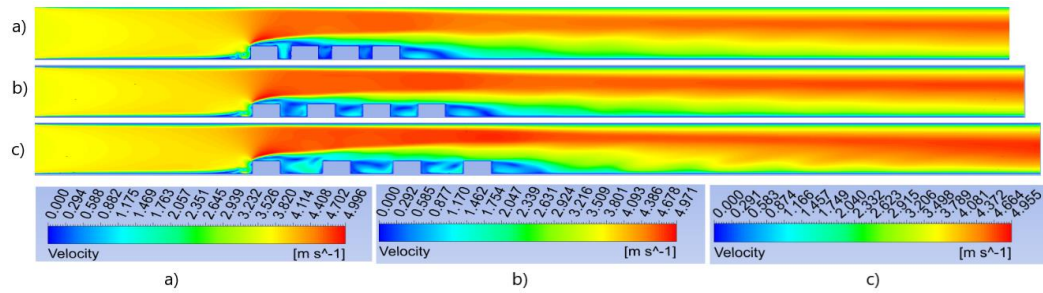 a)
b)
c)
0.000 0.294 0.588 0.882 1.175 1.469 1.763 2.057 2.351 2.645 2.939 3.232 3.526 3.820 4.114 4.408 4.702 4.996
Velocity [m s^-1]
a)
0.000 0.292 0.585 0.877 1.170 1.462 1.754 2.047 2.339 2.631 2.924 3.216 3.509 3.801 4.093 4.386 4.678 4.971
Velocity [m s^-1]
b)
0.000 0.291 0.583 0.874 1.166 1.457 1.749 2.040 2.332 2.623 2.915 3.206 3.498 3.789 4.081 4.372 4.664 4.955
Velocity [m s^-1]
c)